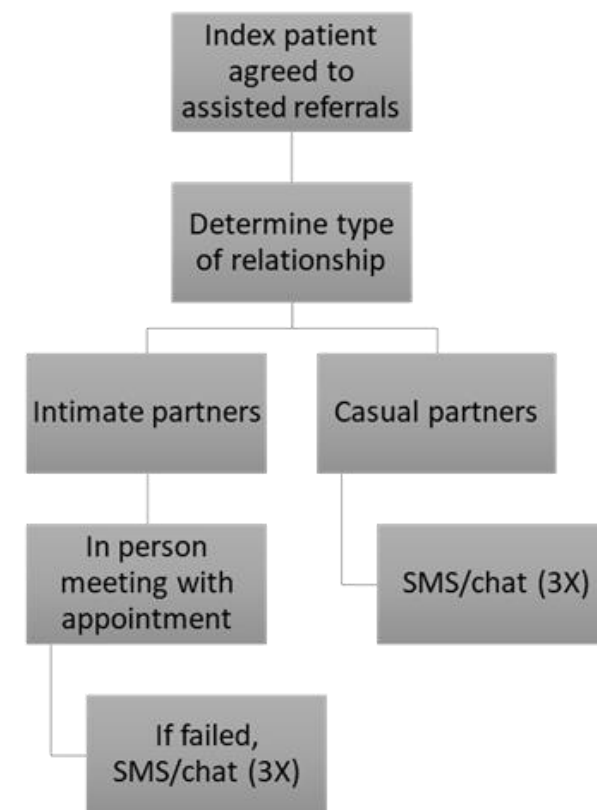 Index patient
agreed to
assisted referrals
Determine type
of relationship
Intimate partners
Casual partners
In person
meeting with
appointment
SMS/chat (3X)
If failed,
SMS/chat (3X)